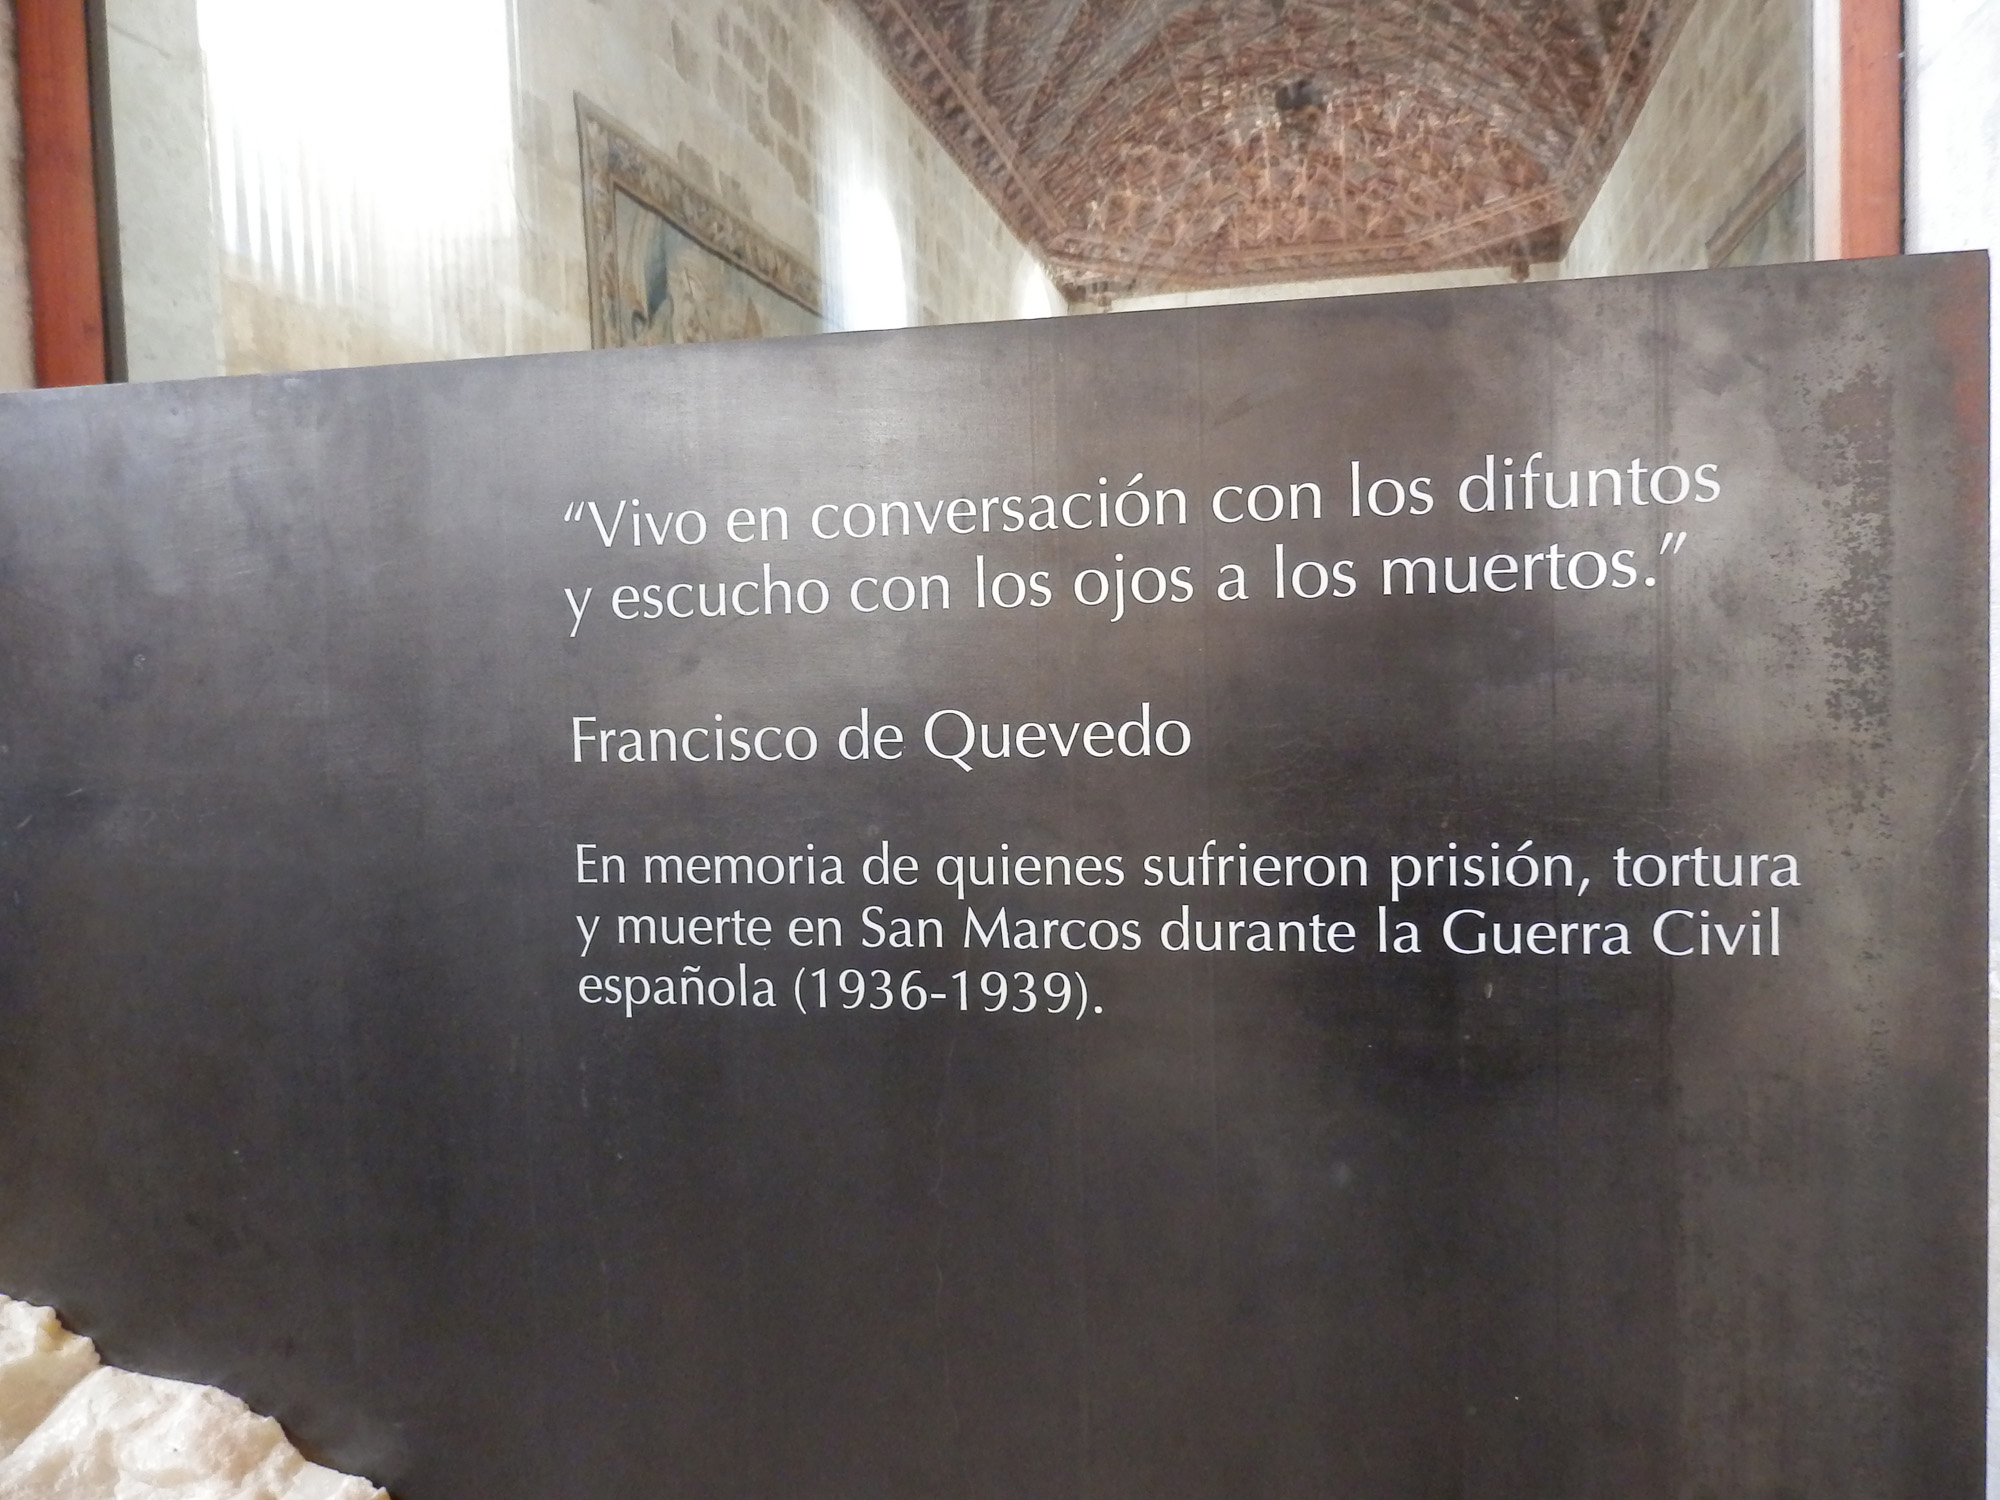 “Vivo en conversación con los difuntos
y escucho con los ojos a los muertos.”
Francisco de Quevedo
En memoria de quienes sufrieron prisión, tortura
y muerte en San Marcos durante la Guerra Civil
española (1936-1939).